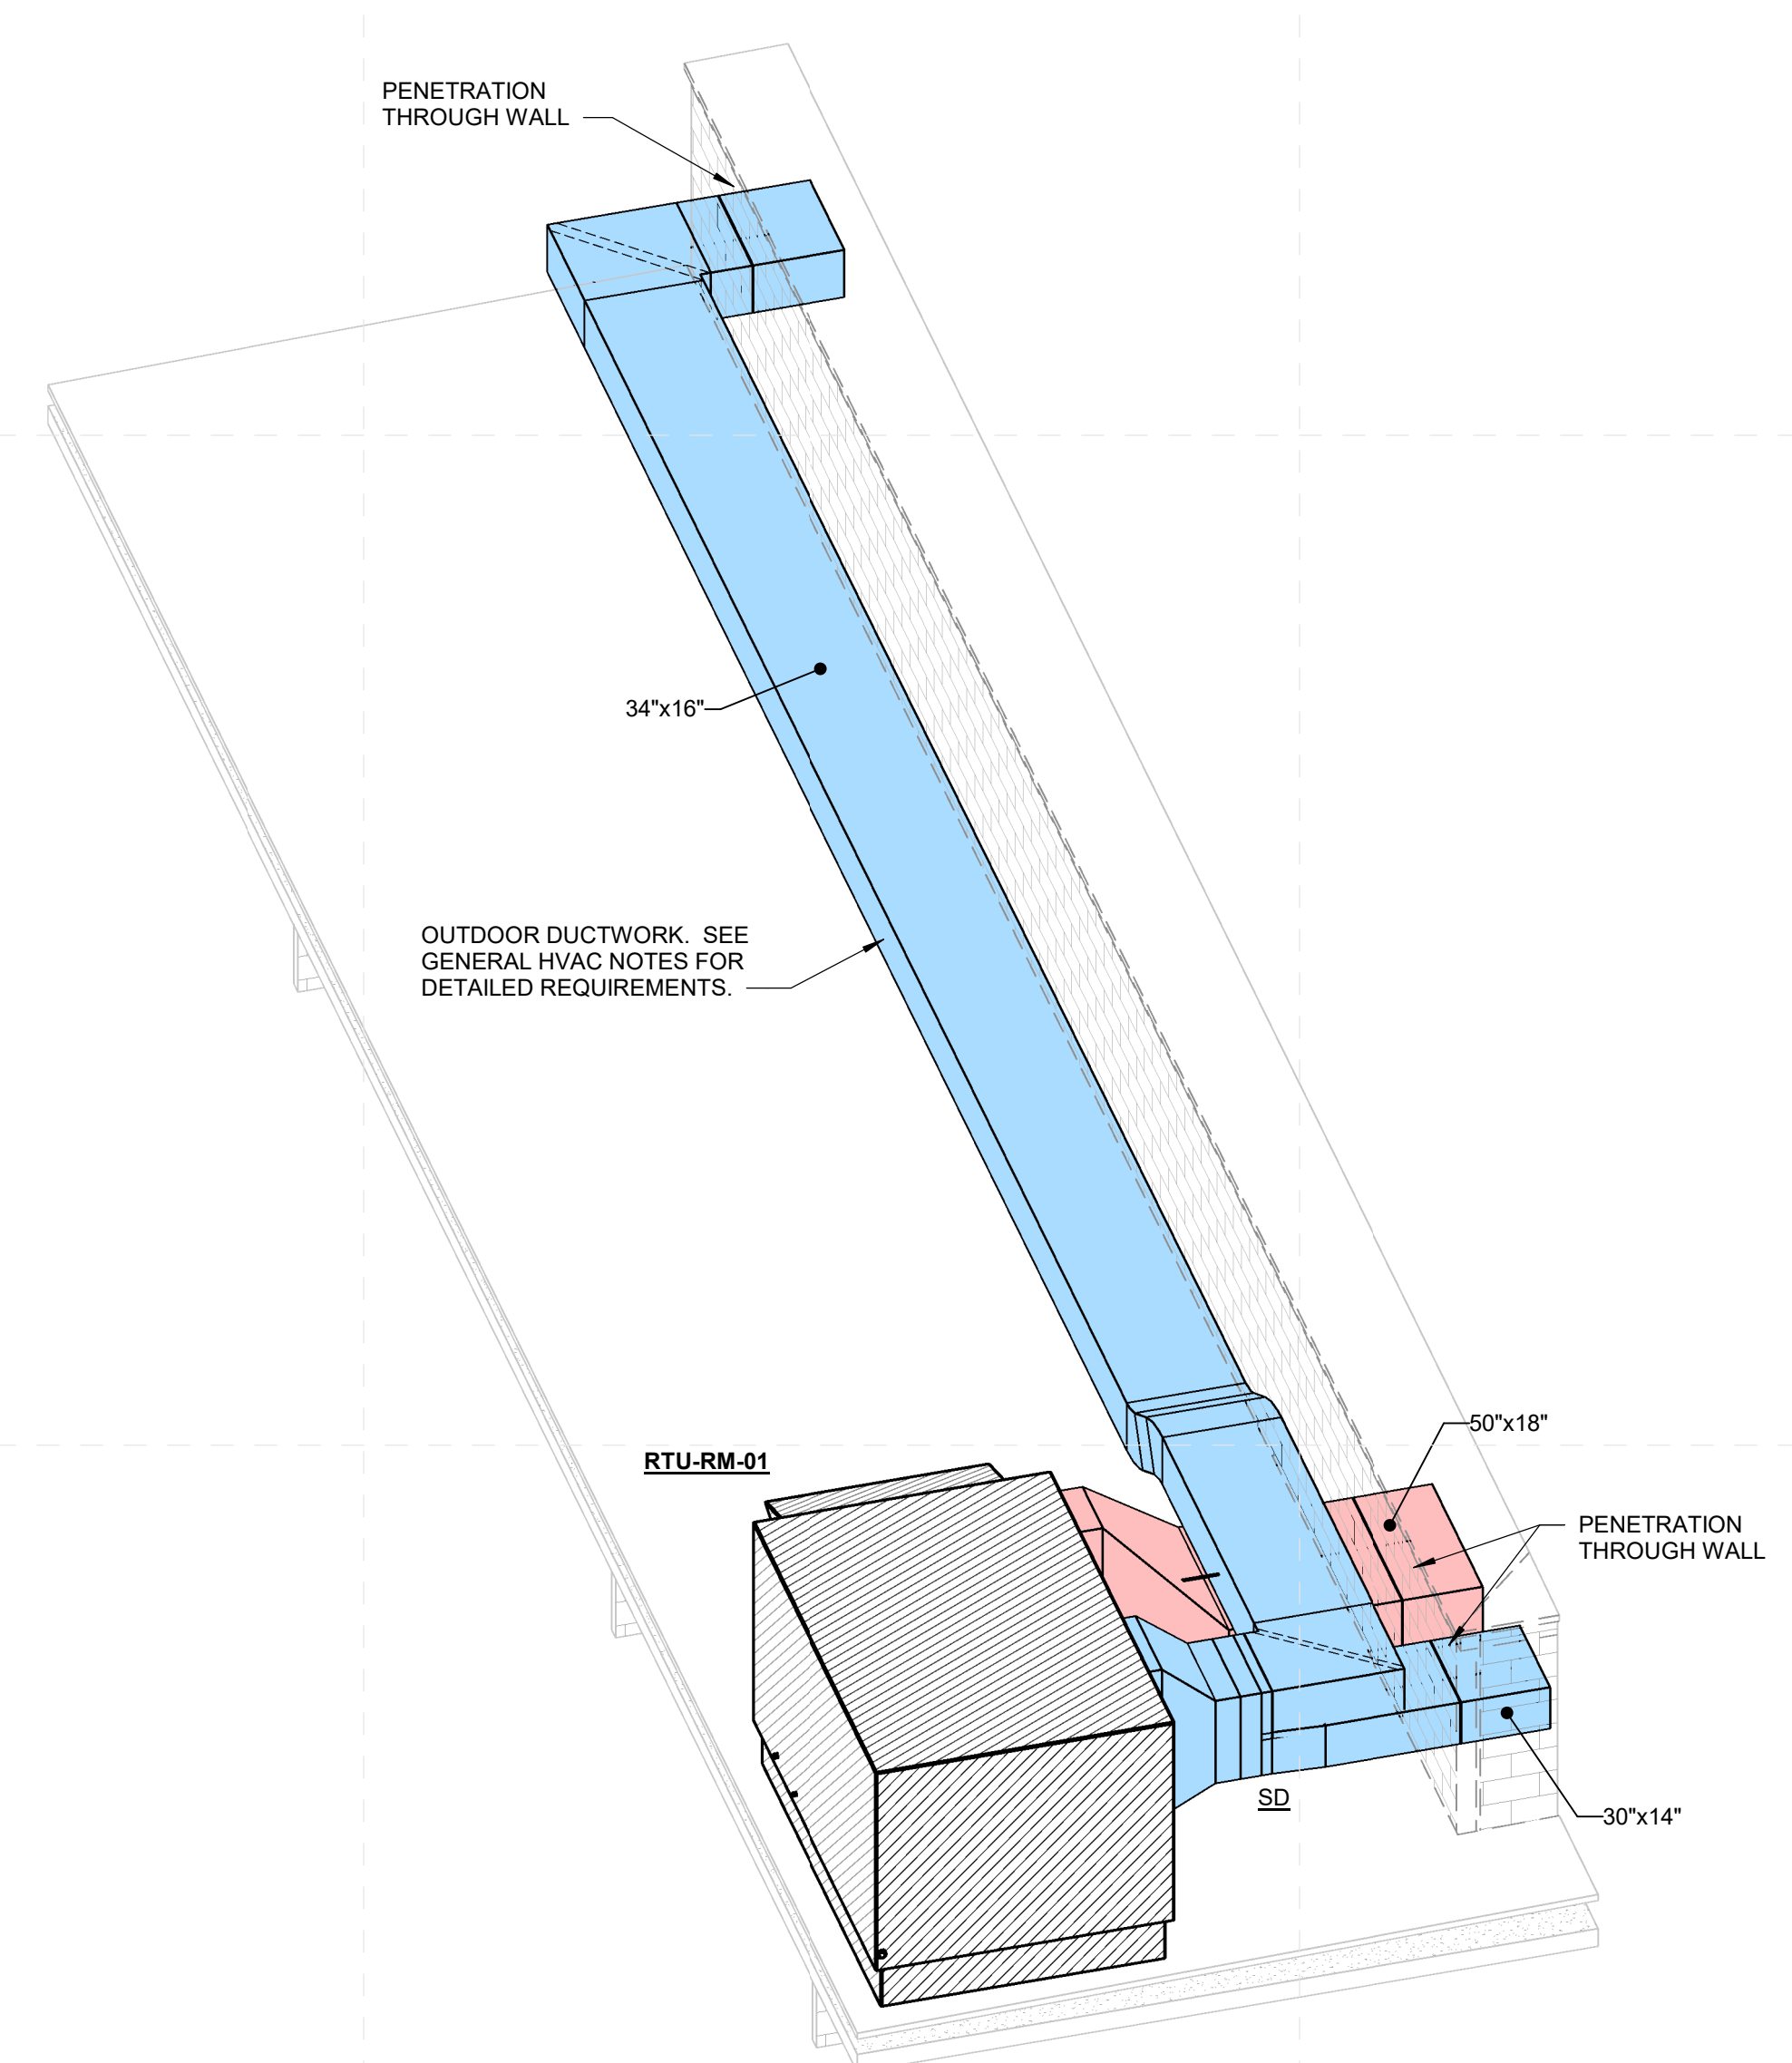 PENETRATION
THROUGH WALL
34"x16"
OUTDOOR DUCTWORK.  SEE
GENERAL HVAC NOTES FOR
DETAILED REQUIREMENTS.
50"x18"
RTU-RM-01
PENETRATION
THROUGH WALL
SD
30"x14"